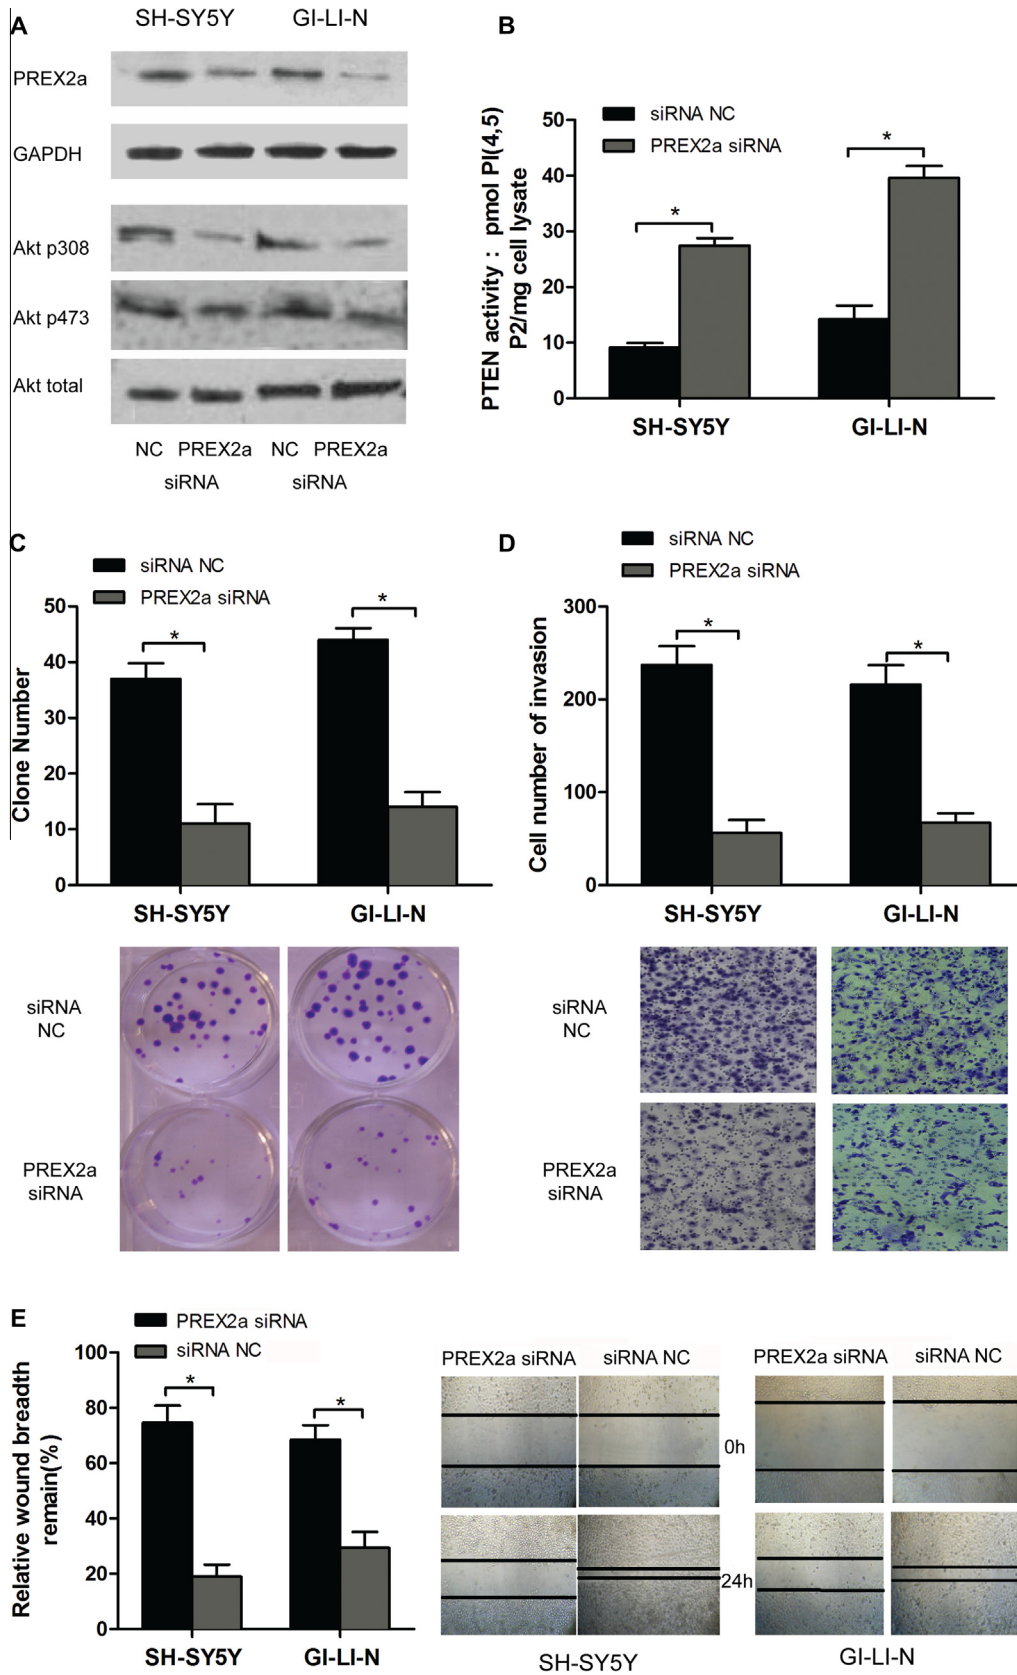 A
SH-SY5Y GI-LI-N
PREX2a
GAPDH
Akt p308
Akt p473
Akt total
NC PREX2a NC PREX2a
siRNA siRNA
B
siRNA NC
PREX2a siRNA
PTEN activity : pmol PI(4,5)
P2/mg cell lysate
50
40
30
20
10
0
*
*
SH-SY5Y GI-LI-N
C
siRNA NC
PREX2a siRNA
Clone Number
50
40
30
20
10
0
*
*
SH-SY5Y GI-LI-N
siRNA
NC
PREX2a
siRNA
D
siRNA NC
PREX2a siRNA
Cell number of invasion
300
200
100
0
*
*
SH-SY5Y GI-LI-N
siRNA
NC
PREX2a
siRNA
E
PREX2a siRNA
siRNA NC
Relative wound breadth
remain(%)
100
80
60
40
20
0
*
*
SH-SY5Y GI-LI-N
PREX2a siRNA siRNA NC PREX2a siRNA siRNA NC
0h
24h
SH-SY5Y GI-LI-N